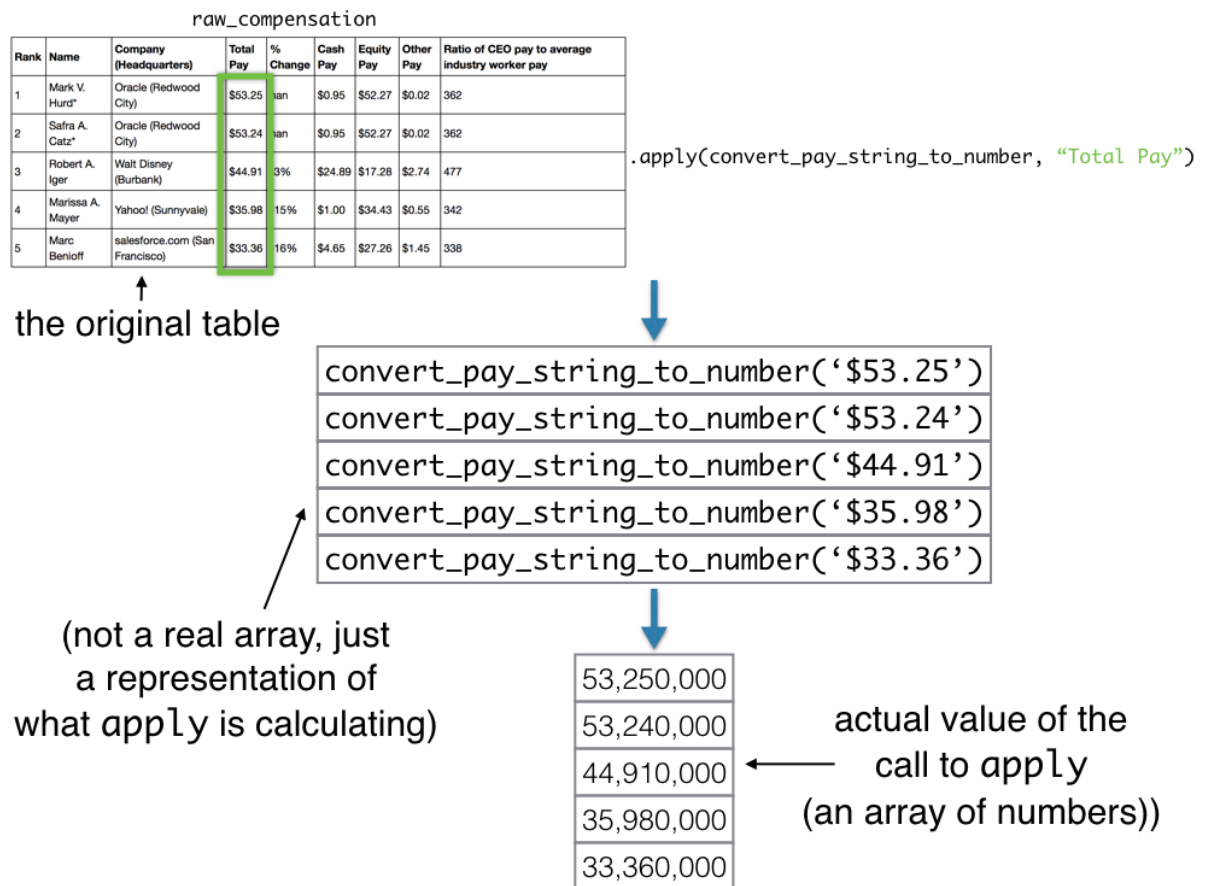 raw_compensation
Rank Name Company (Headquarters) Total Pay % Change Cash Pay Equity Pay Other Pay Ratio of CEO pay to average industry worker pay
1 Mark V. Hurd* Oracle (Redwood City) $53.25 nan $0.95 $52.27 $0.02 362
2 Safra A. Catz* Oracle (Redwood City) $53.24 nan $0.95 $52.27 $0.02 362
3 Robert A. Iger Walt Disney (Burbank) $44.91 3% $24.89 $17.28 $2.74 477
4 Marissa A. Mayer Yahoo! (Sunnyvale) $35.98 15% $1.00 $34.43 $0.55 342
5 Marc Benioff salesforce.com (San Francisco) $33.36 16% $4.65 $27.26 $1.45 338
.apply(convert_pay_string_to_number, “Total Pay”)
the original table
convert_pay_string_to_number(‘$53.25’)
convert_pay_string_to_number(‘$53.24’)
convert_pay_string_to_number(‘$44.91’)
convert_pay_string_to_number(‘$35.98’)
convert_pay_string_to_number(‘$33.36’)
(not a real array, just
a representation of
what apply is calculating)
53,250,000
53,240,000
44,910,000
35,980,000
33,360,000
actual value of the
call to apply
(an array of numbers))